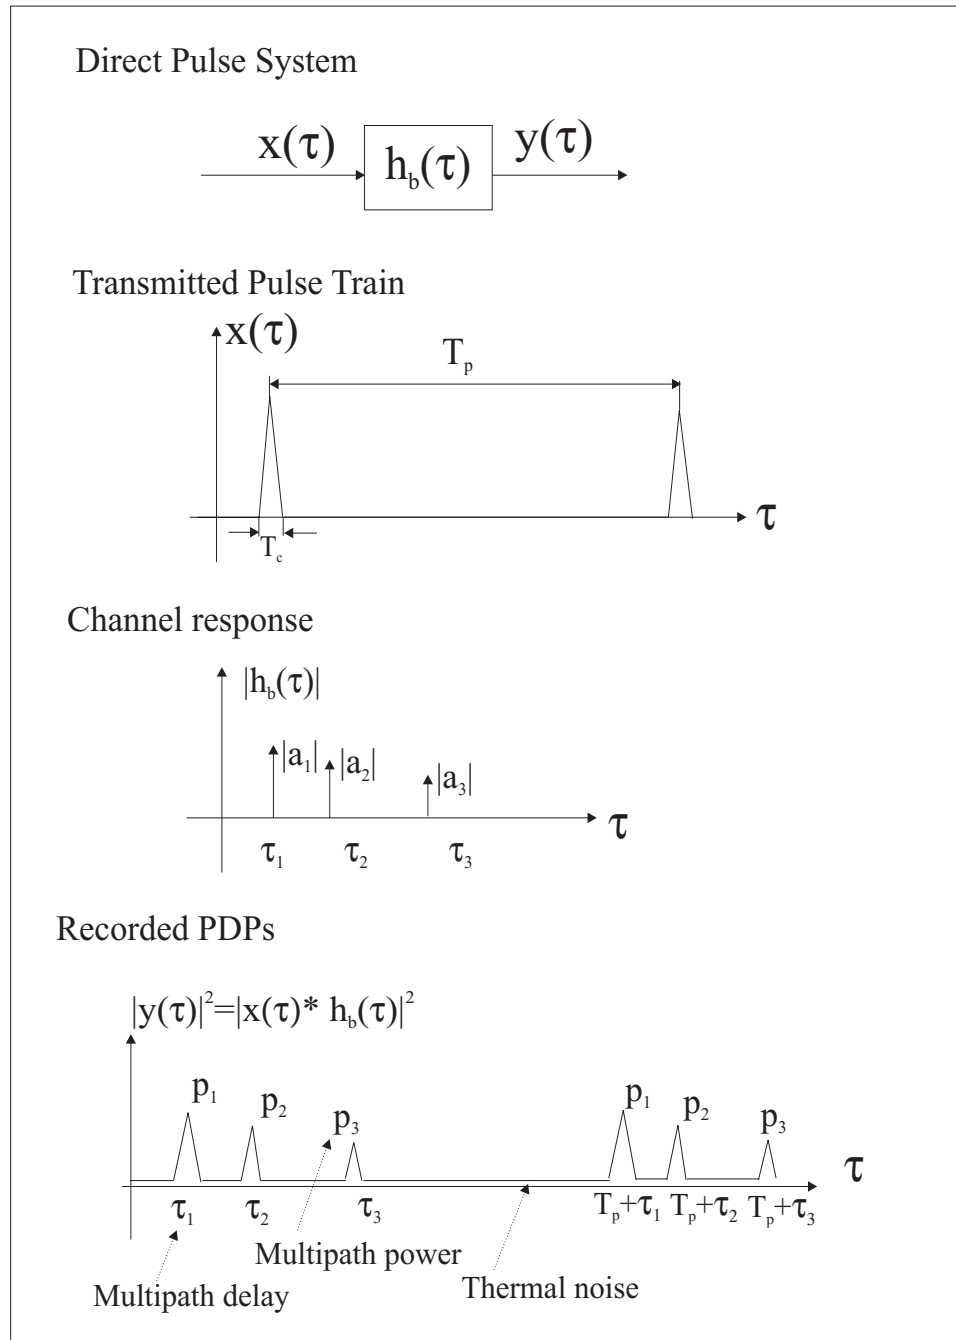 Direct Pulse System
x(τ)
h_b(τ)
y(τ)
Transmitted Pulse Train
x(τ)
T_p
τ
T_c
Channel response
|h_b(τ)|
|a_1|
|a_2|
|a_3|
τ
τ_1 τ_2 τ_3
Recorded PDPs
|y(τ)|^2=|x(τ)* h_b(τ)|^2
p_1 p_2 p_3 p_1 p_2 p_3
τ
τ_1 τ_2 τ_3 T_p+τ_1 T_p+τ_2 T_p+τ_3
Multipath power
Thermal noise
Multipath delay